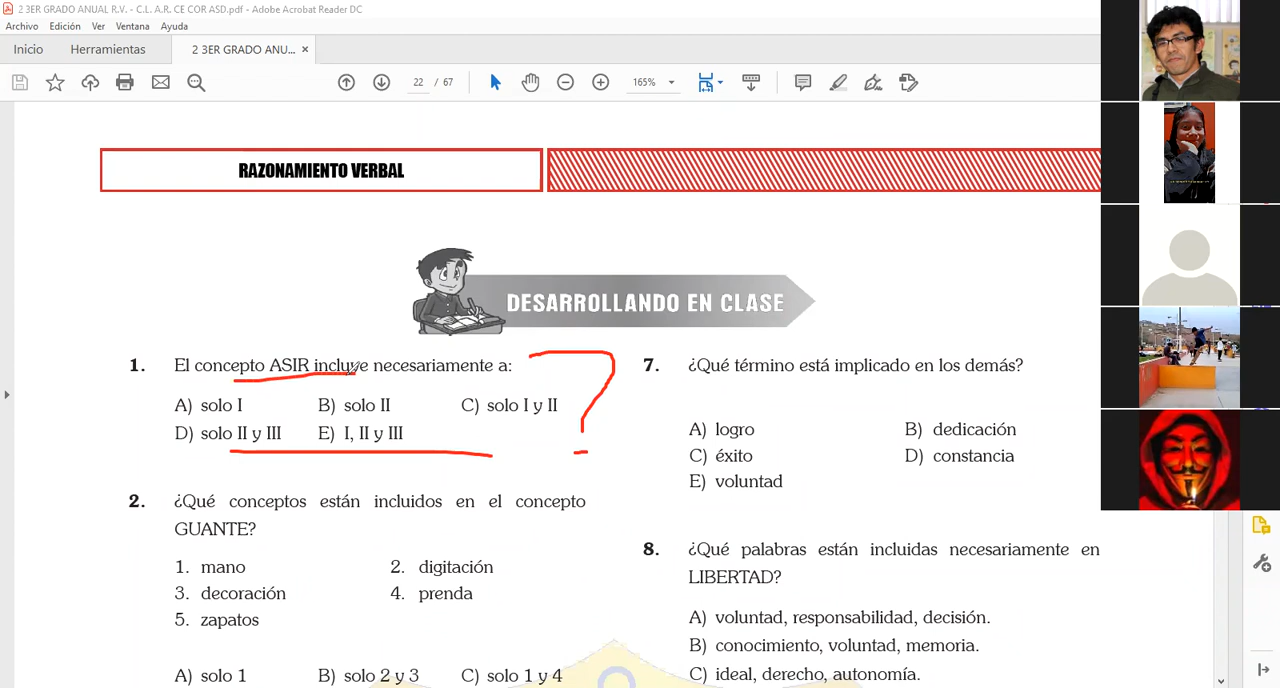 2 3ER GRADO ANUAL R.V. - C.L. A.R. CE COR ASD.pdf - Adobe Acrobat Reader DC
Archivo Edición Ver Ventana Ayuda
Inicio Herramientas 2 3ER GRADO ANU... ×
22 / 67 165%
RAZONAMIENTO VERBAL
DESARROLLANDO EN CLASE
1. El concepto ASIR incluye necesariamente a:
A) solo I B) solo II C) solo I y II
D) solo II y III E) I, II y III
?
2. ¿Qué conceptos están incluidos en el concepto
GUANTE?
1. mano 2. digitación
3. decoración 4. prenda
5. zapatos
A) solo 1 B) solo 2 y 3 C) solo 1 y 4
7. ¿Qué término está implicado en los demás?
A) logro B) dedicación
C) éxito D) constancia
E) voluntad
8. ¿Qué palabras están incluidas necesariamente en
LIBERTAD?
A) voluntad, responsabilidad, decisión.
B) conocimiento, voluntad, memoria.
C) ideal, derecho, autonomía.